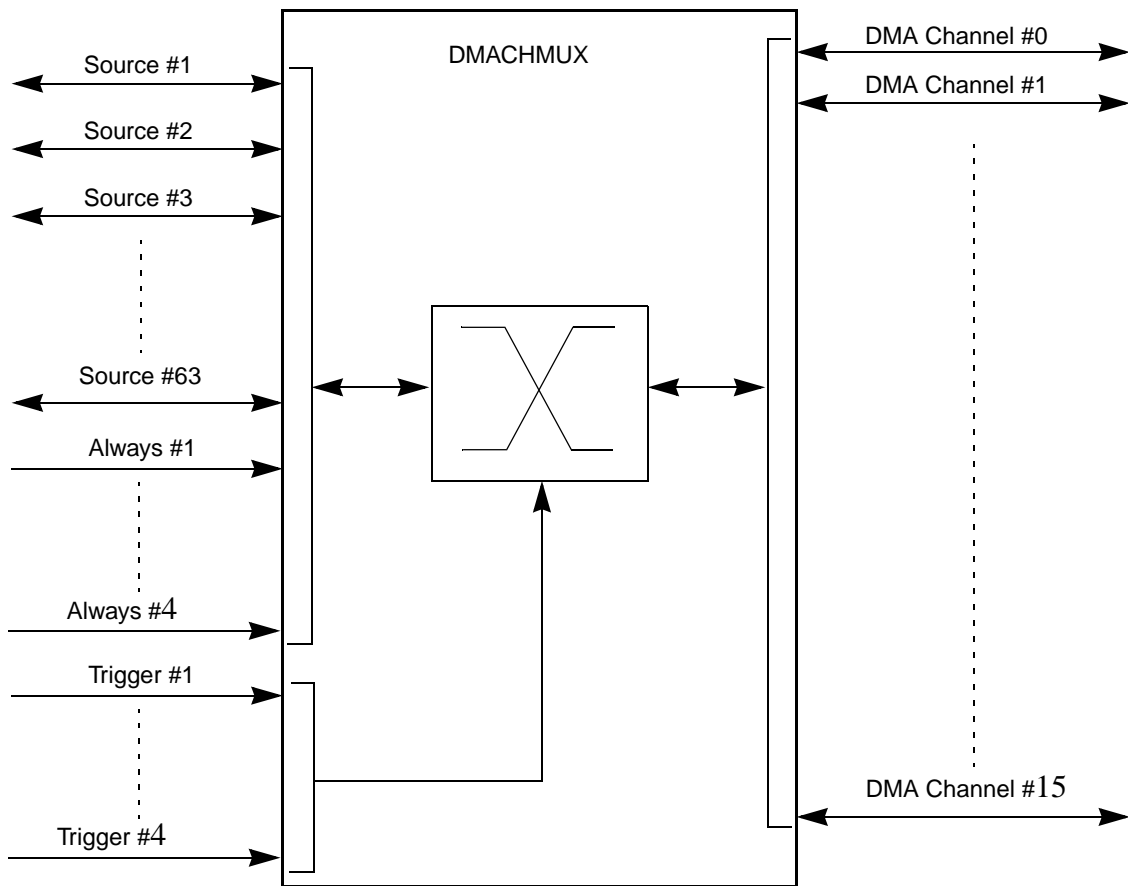 DMACHMUX
Source #1
Source #2
Source #3
Source #63
Always #1
Always #4
Trigger #1
Trigger #4
DMA Channel #0
DMA Channel #1
DMA Channel #15